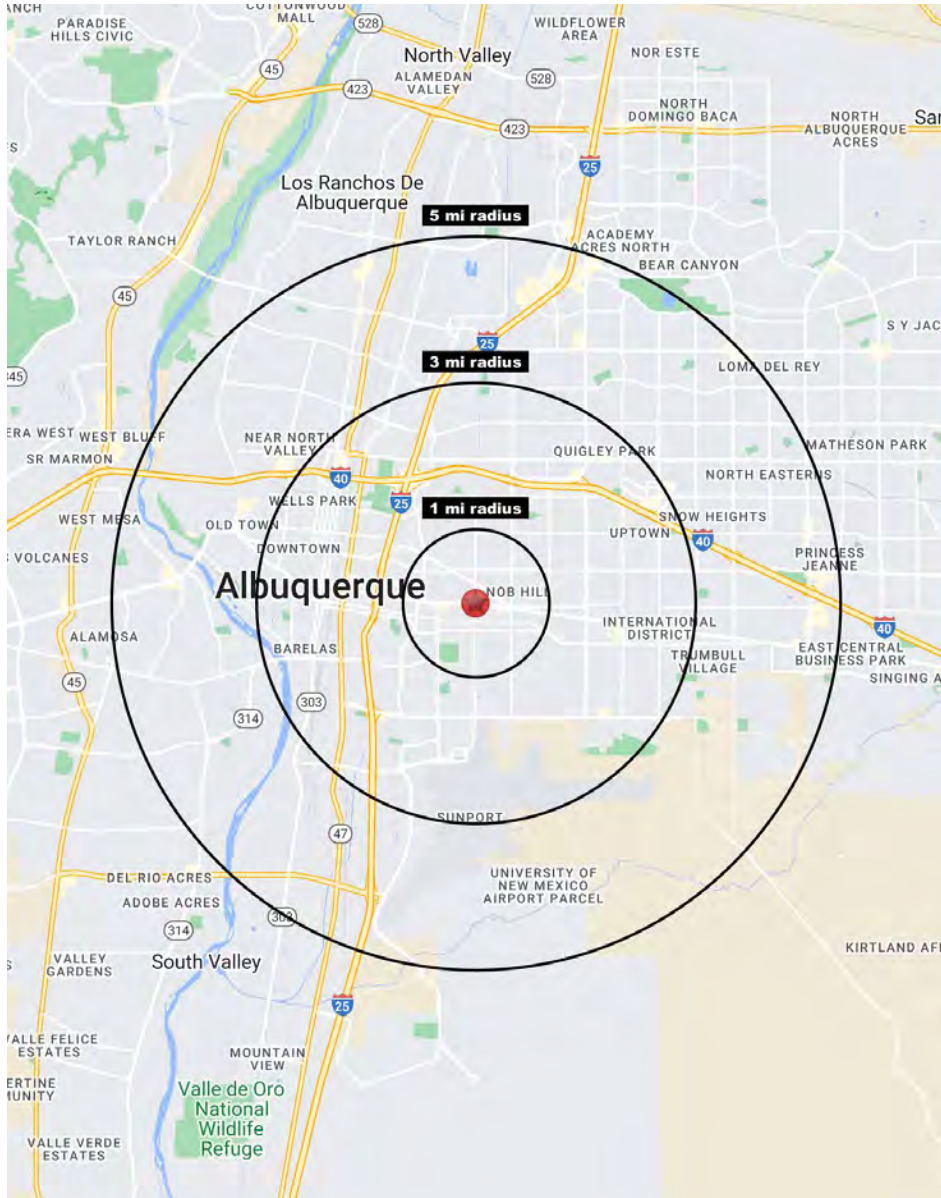 COTTONWOOD
MALL
PARADISE
HILLS CIVIC
528
WILDFLOWER
AREA
North Valley
NOR ESTE
45
ALAMEDAN
VALLEY
528
423
NORTH
DOMINGO BACA
423
NORTH
ALBUQUERQUE
ACRES
25
Los Ranchos De
Albuquerque
5 mi radius
TAYLOR RANCH
ACADEMY
ACRES NORTH
BEAR CANYON
45
S Y JAC
25
3 mi radius
LOMA DEL REY
345
ERA WEST
WEST BLUFF
NEAR NORTH
VALLEY
MATHESON PARK
SR MARMON
QUIGLEY PARK
40
NORTH EASTERNS
25
WELLS PARK
1 mi radius
WEST MESA
OLD TOWN
SNOW HEIGHTS
UPTOWN
40
VOLCANOES
DOWNTOWN
PRINCESS
JEANNE
Albuquerque
NOB HILL
INTERNATIONAL
DISTRICT
40
ALAMOSA
BARELAS
TRUMBULL
VILLAGE
EAST CENTRAL
BUSINESS PARK
45
SINGING A
303
314
SUNPORT
47
DEL RIO ACRES
UNIVERSITY OF
NEW MEXICO
AIRPORT PARCEL
ADOBE ACRES
303
314
VALLEY
GARDENS
South Valley
KIRTLAND AF
25
VALLE FELICE
ESTATES
MOUNTAIN
VIEW
ERTINE
MUNITY
Valle de Oro
National
Wildlife
Refuge
VALLE VERDE
ESTATES